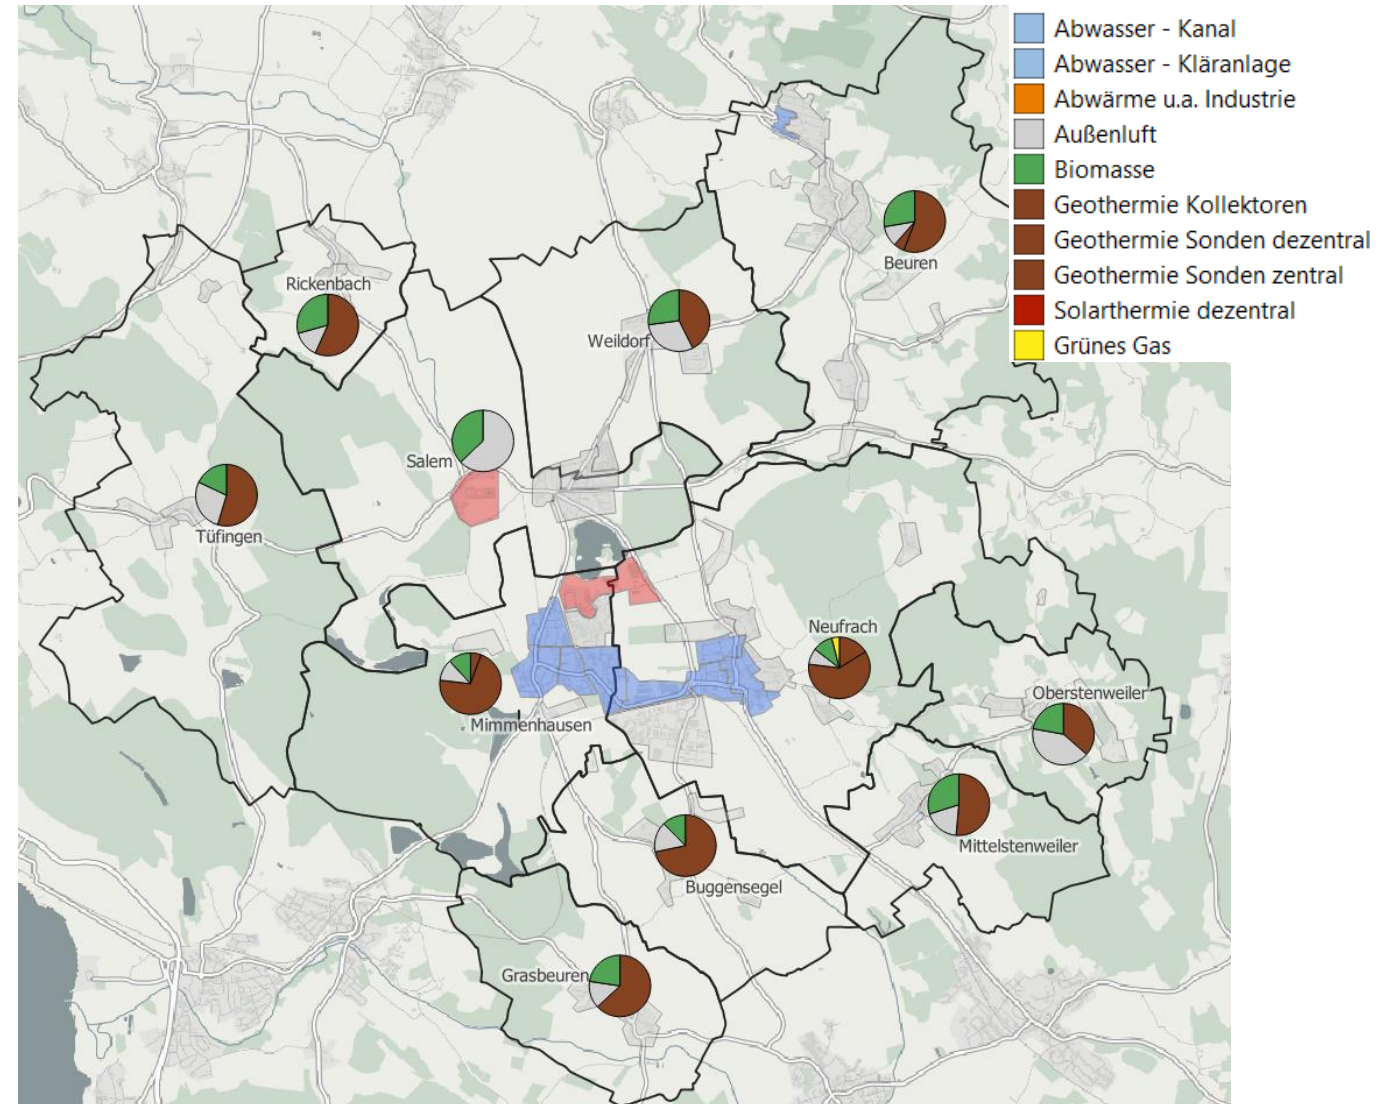 Abwasser - Kanal
Abwasser - Kläranlage
Abwärme u.a. Industrie
Außenluft
Biomasse
Geothermie Kollektoren
Geothermie Sonden dezentral
Geothermie Sonden zentral
Solarthermie dezentral
Grünes Gas
Beuren
Rickenbach
Weildorf
Salem
Tüfingen
Neufrach
Oberstenweiler
Mimmenhausen
Mittelstenweiler
Buggensegel
Grasbeuren